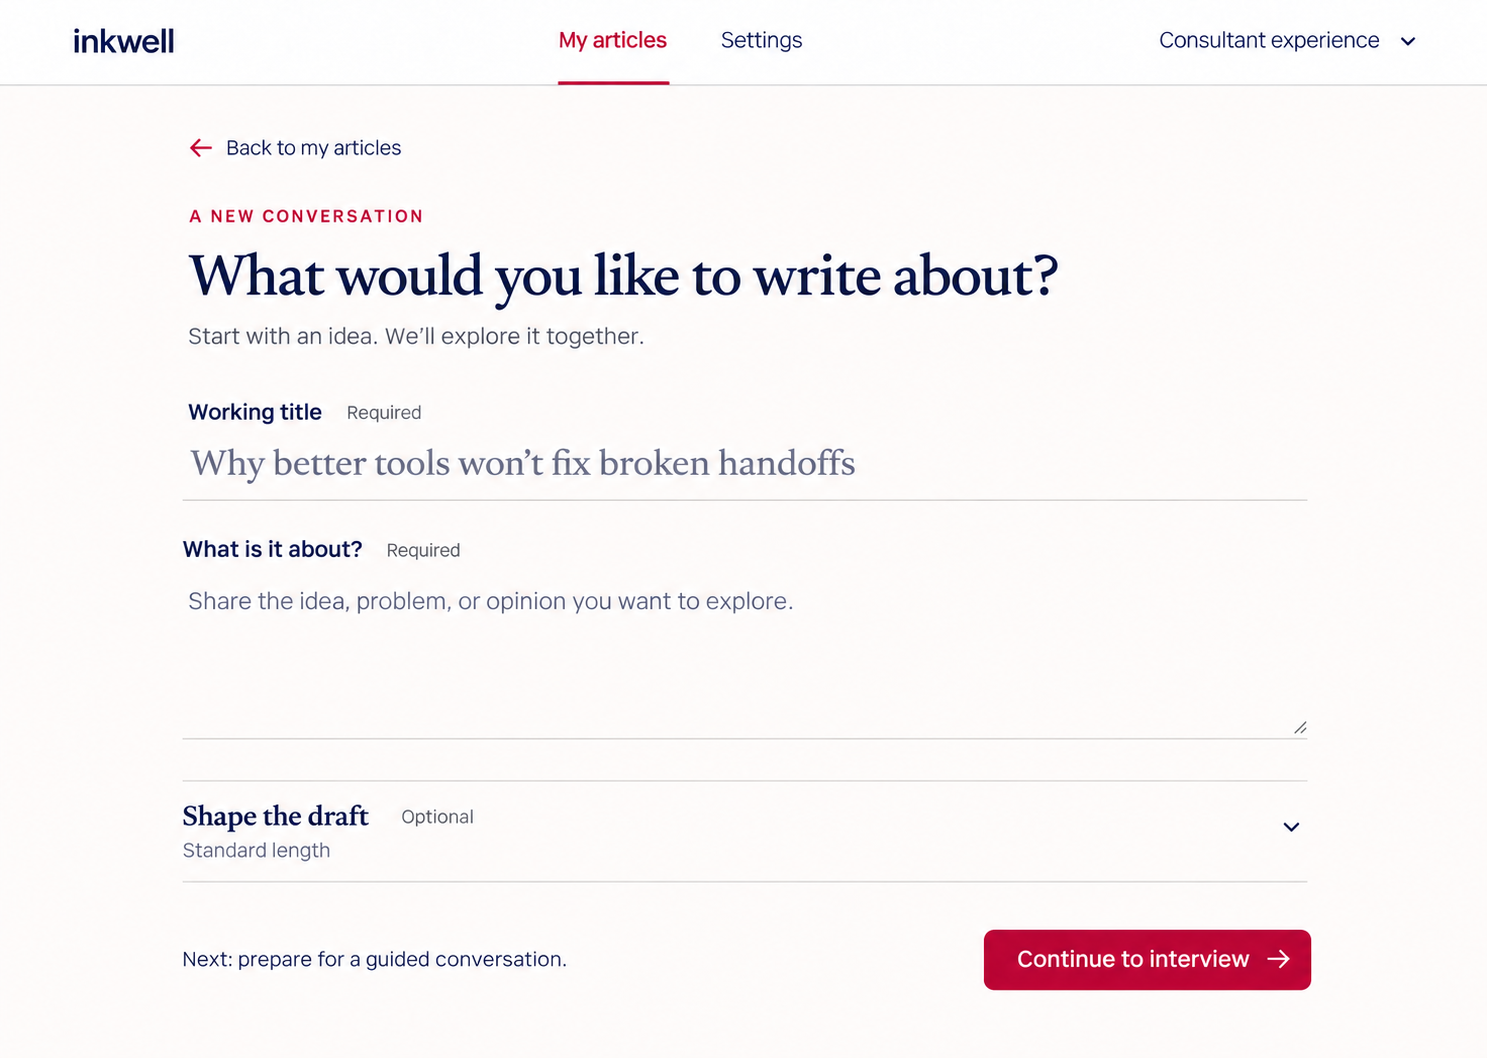 inkwell
My articles
Settings
Consultant experience
Back to my articles
A NEW CONVERSATION
What would you like to write about?
Start with an idea. We’ll explore it together.
Working title Required
Why better tools won’t fix broken handoffs
What is it about? Required
Share the idea, problem, or opinion you want to explore.
Shape the draft Optional
Standard length
Next: prepare for a guided conversation.
Continue to interview